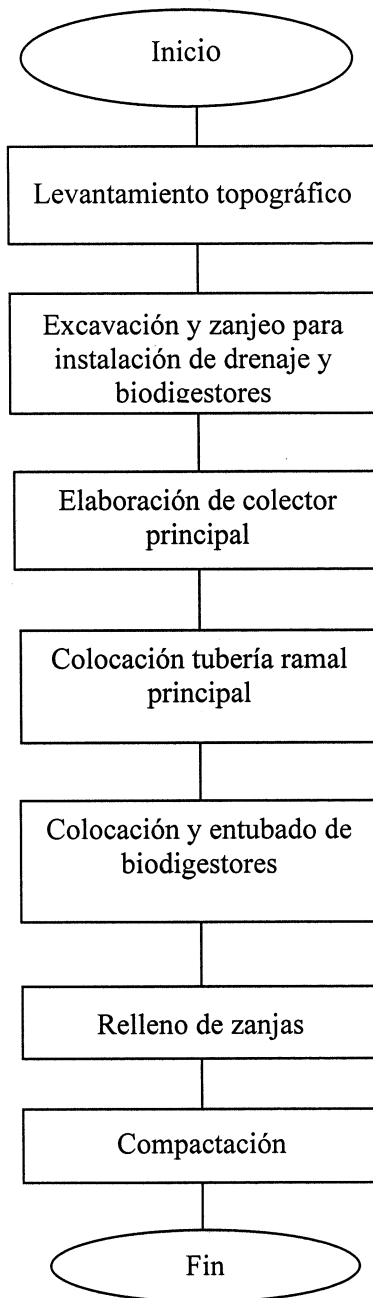 Inicio
Levantamiento topográfico
Excavación y zanjeo para
instalación de drenaje y
biodigestores
Elaboración de colector
principal
Colocación tubería ramal
principal
Colocación y entubado de
biodigestores
Relleno de zanjas
Compactación
Fin